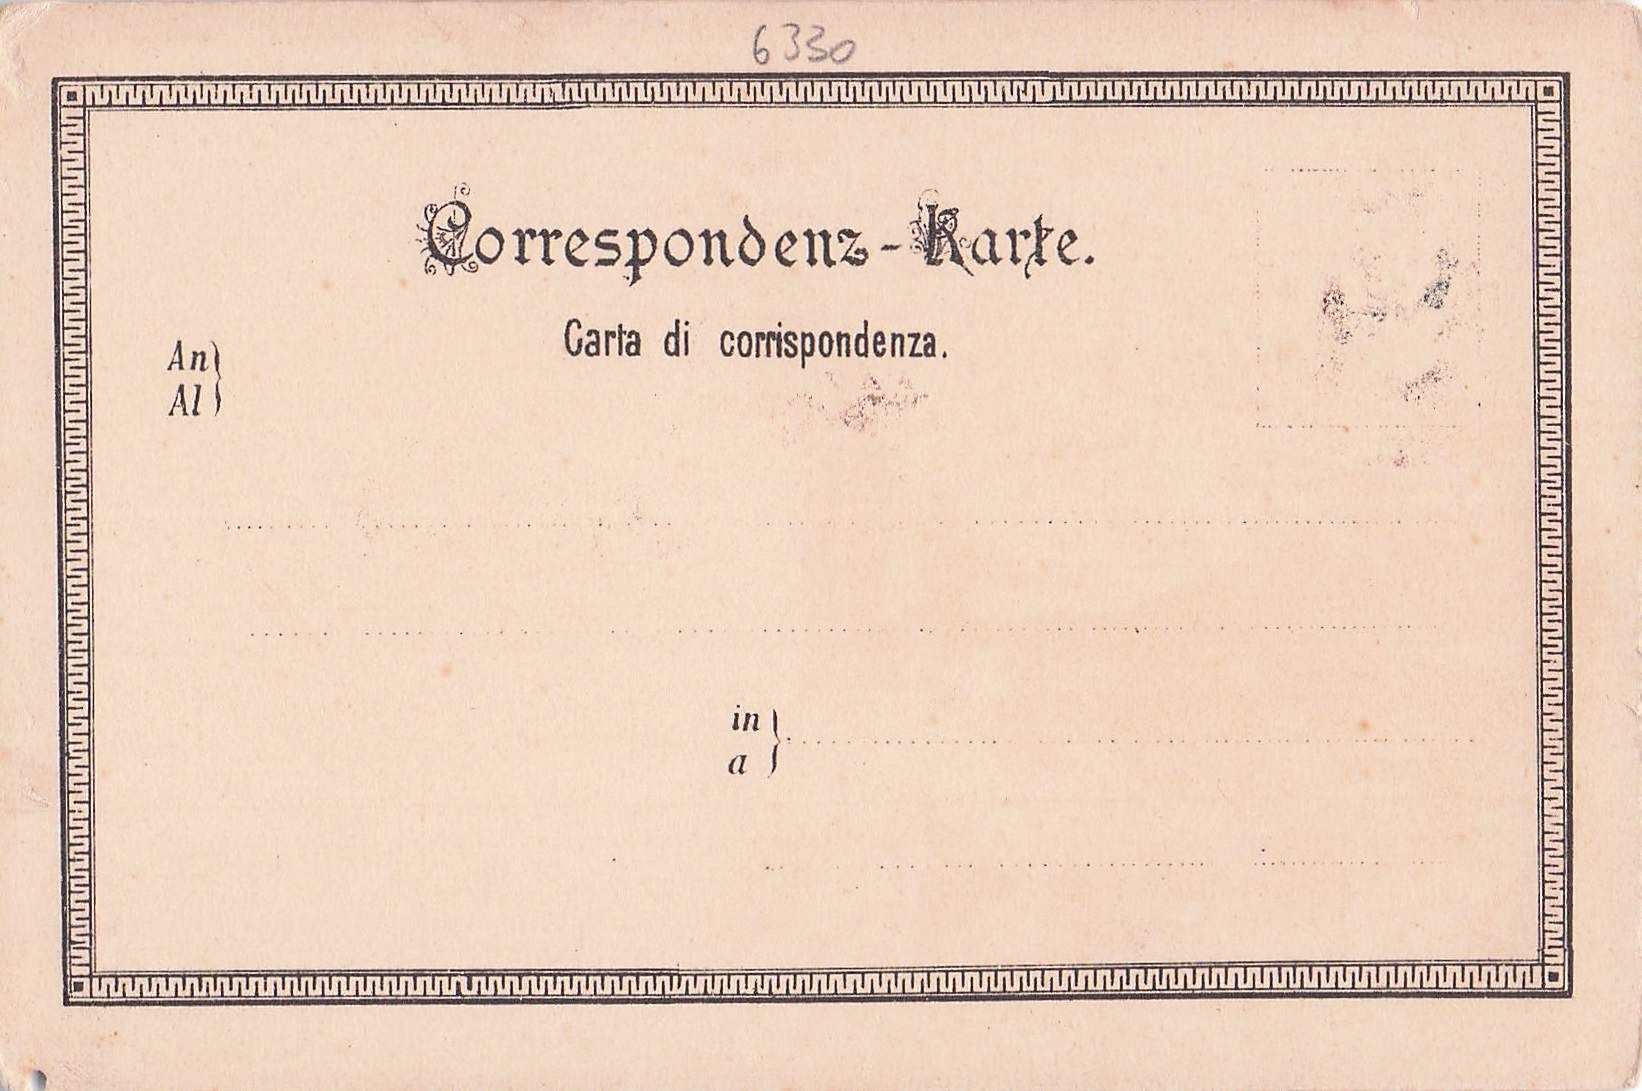 6330
Correspondenz-Karte.
Carta di corrispondenza.
An
Al
in
a